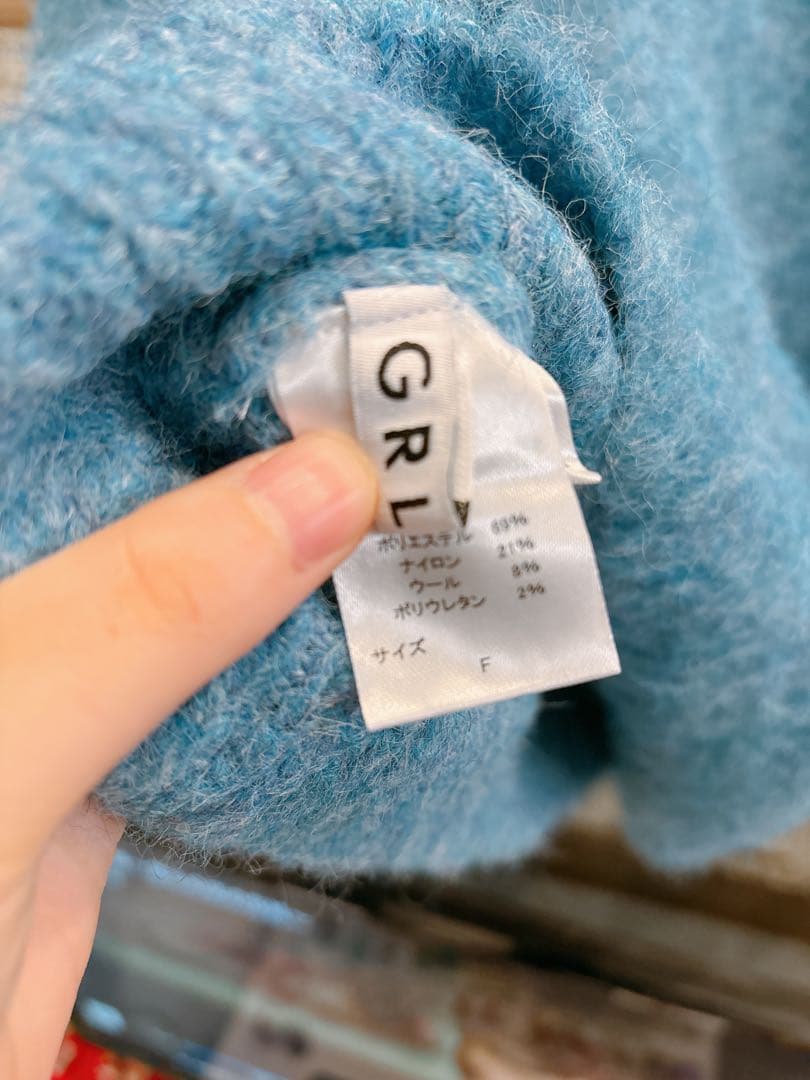 GRL
ポリエステル 69%
ナイロン 21%
ウール 8%
ポリウレタン 2%
サイズ
F